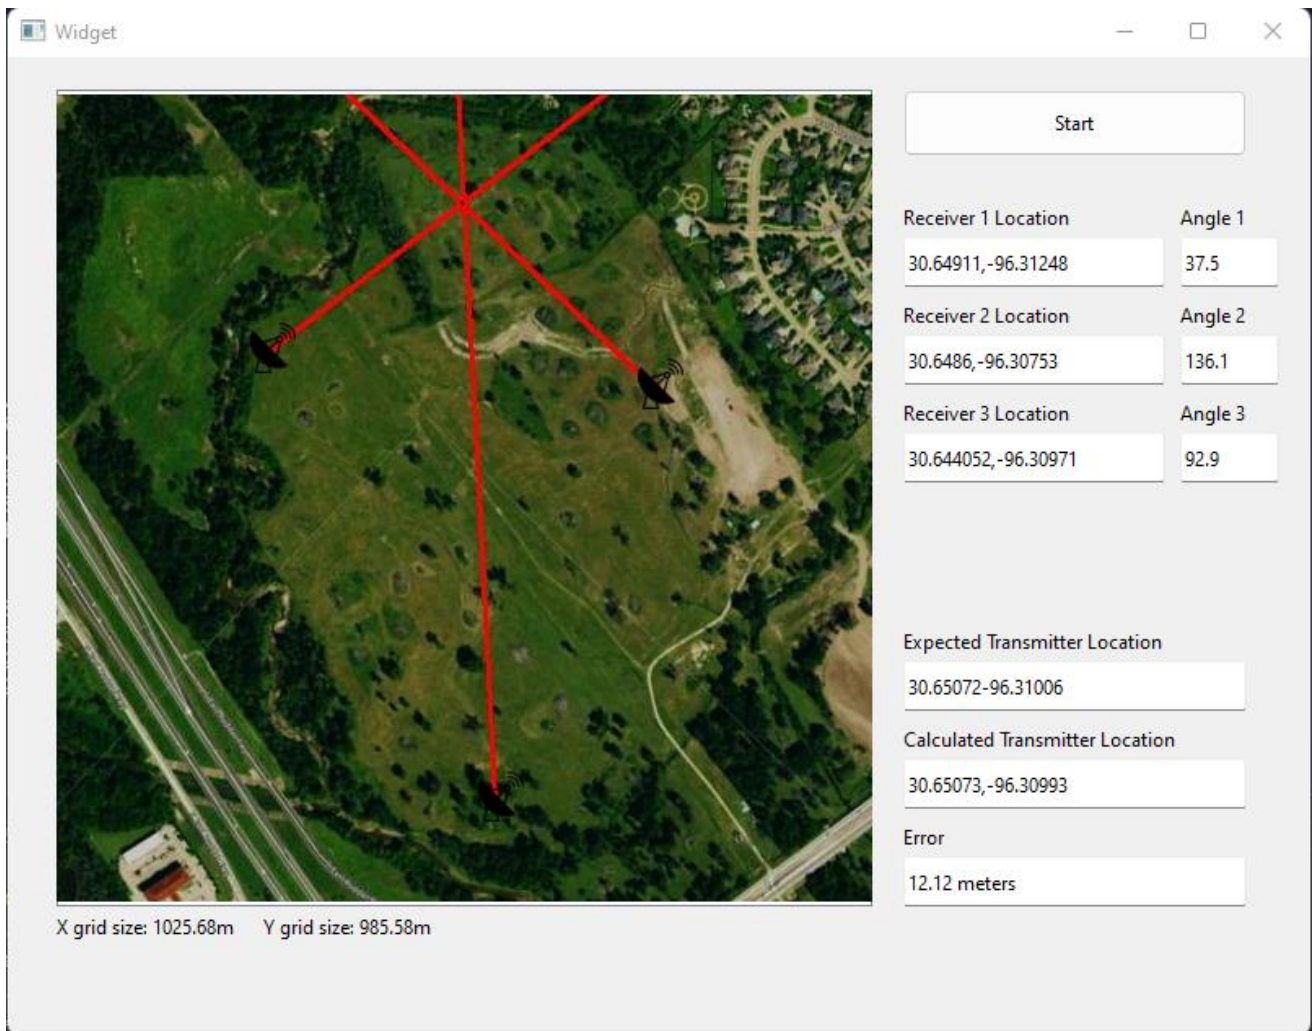 Widget
Start
Receiver 1 Location Angle 1
30.64911,-96.31248 37.5
Receiver 2 Location Angle 2
30.6486,-96.30753 136.1
Receiver 3 Location Angle 3
30.644052,-96.30971 92.9
Expected Transmitter Location
30.65072-96.31006
Calculated Transmitter Location
30.65073,-96.30993
Error
12.12 meters
X grid size: 1025.68m Y grid size: 985.58m